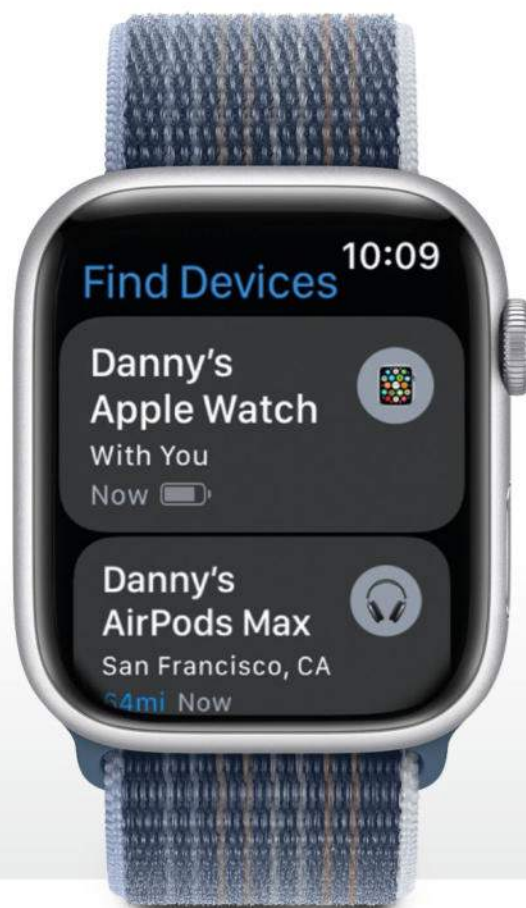 10:09
Find Devices
Danny’s
Apple Watch
With You
Now
Danny’s
AirPods Max
San Francisco, CA
Now